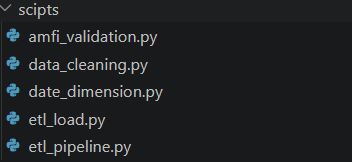 scipts
amfi_validation.py
data_cleaning.py
date_dimension.py
etl_load.py
etl_pipeline.py